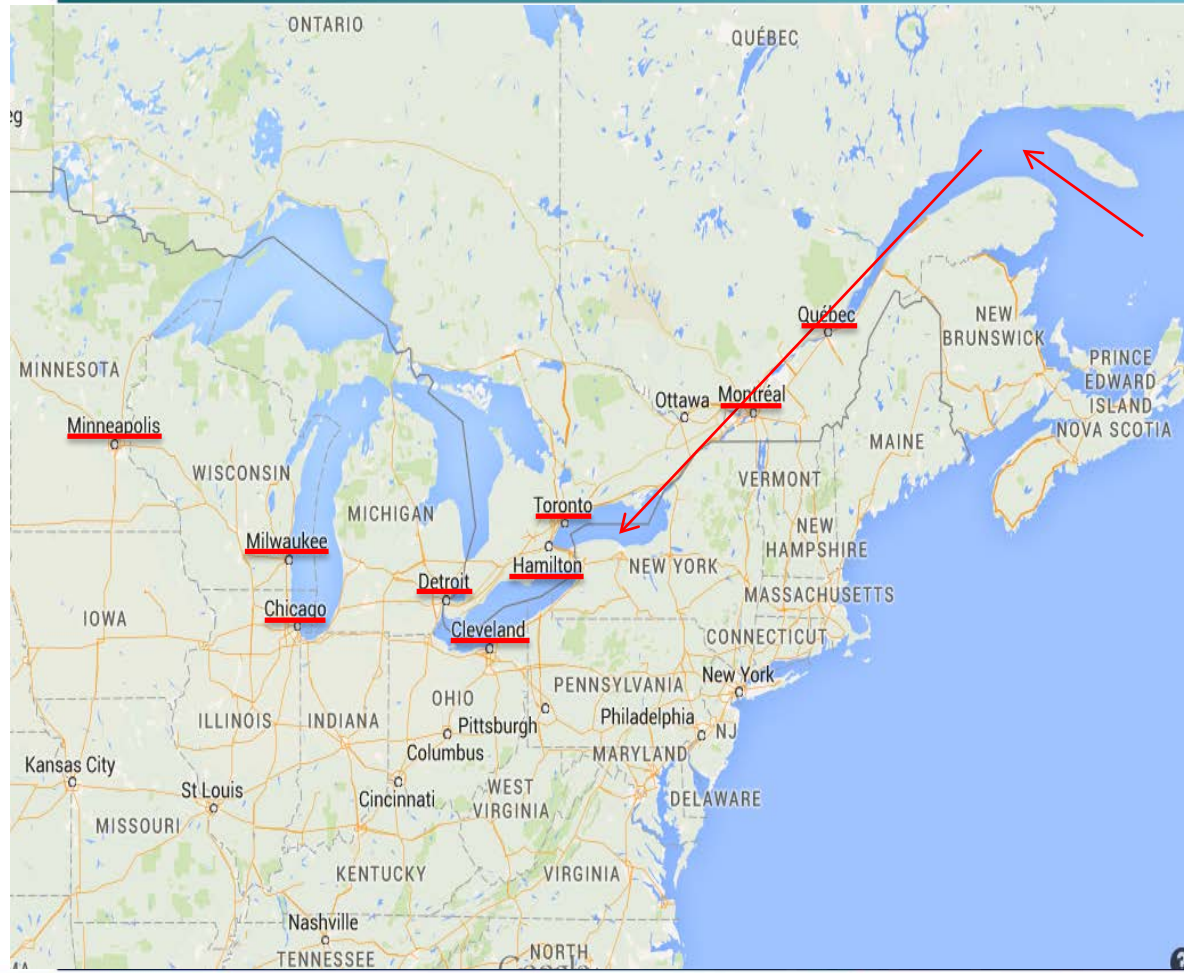 ONTARIO
QUÉBEC
eg
Québec
NEW
BRUNSWICK
PRINCE
EDWARD
ISLAND
NOVA SCOTIA
MINNESOTA
Ottawa
Montréal
Minneapolis
MAINE
WISCONSIN
VERMONT
MICHIGAN
Toronto
NEW
HAMPSHIRE
Milwaukee
Hamilton
NEW YORK
Detroit
MASSACHUSETTS
Chicago
IOWA
Cleveland
CONNECTICUT
PENNSYLVANIA
New York
OHIO
ILLINOIS
INDIANA
Pittsburgh
Philadelphia
NJ
Columbus
MARYLAND
Kansas City
St Louis
Cincinnati
WEST
VIRGINIA
DELAWARE
MISSOURI
KENTUCKY
VIRGINIA
Nashville
TENNESSEE
NORTH
Google